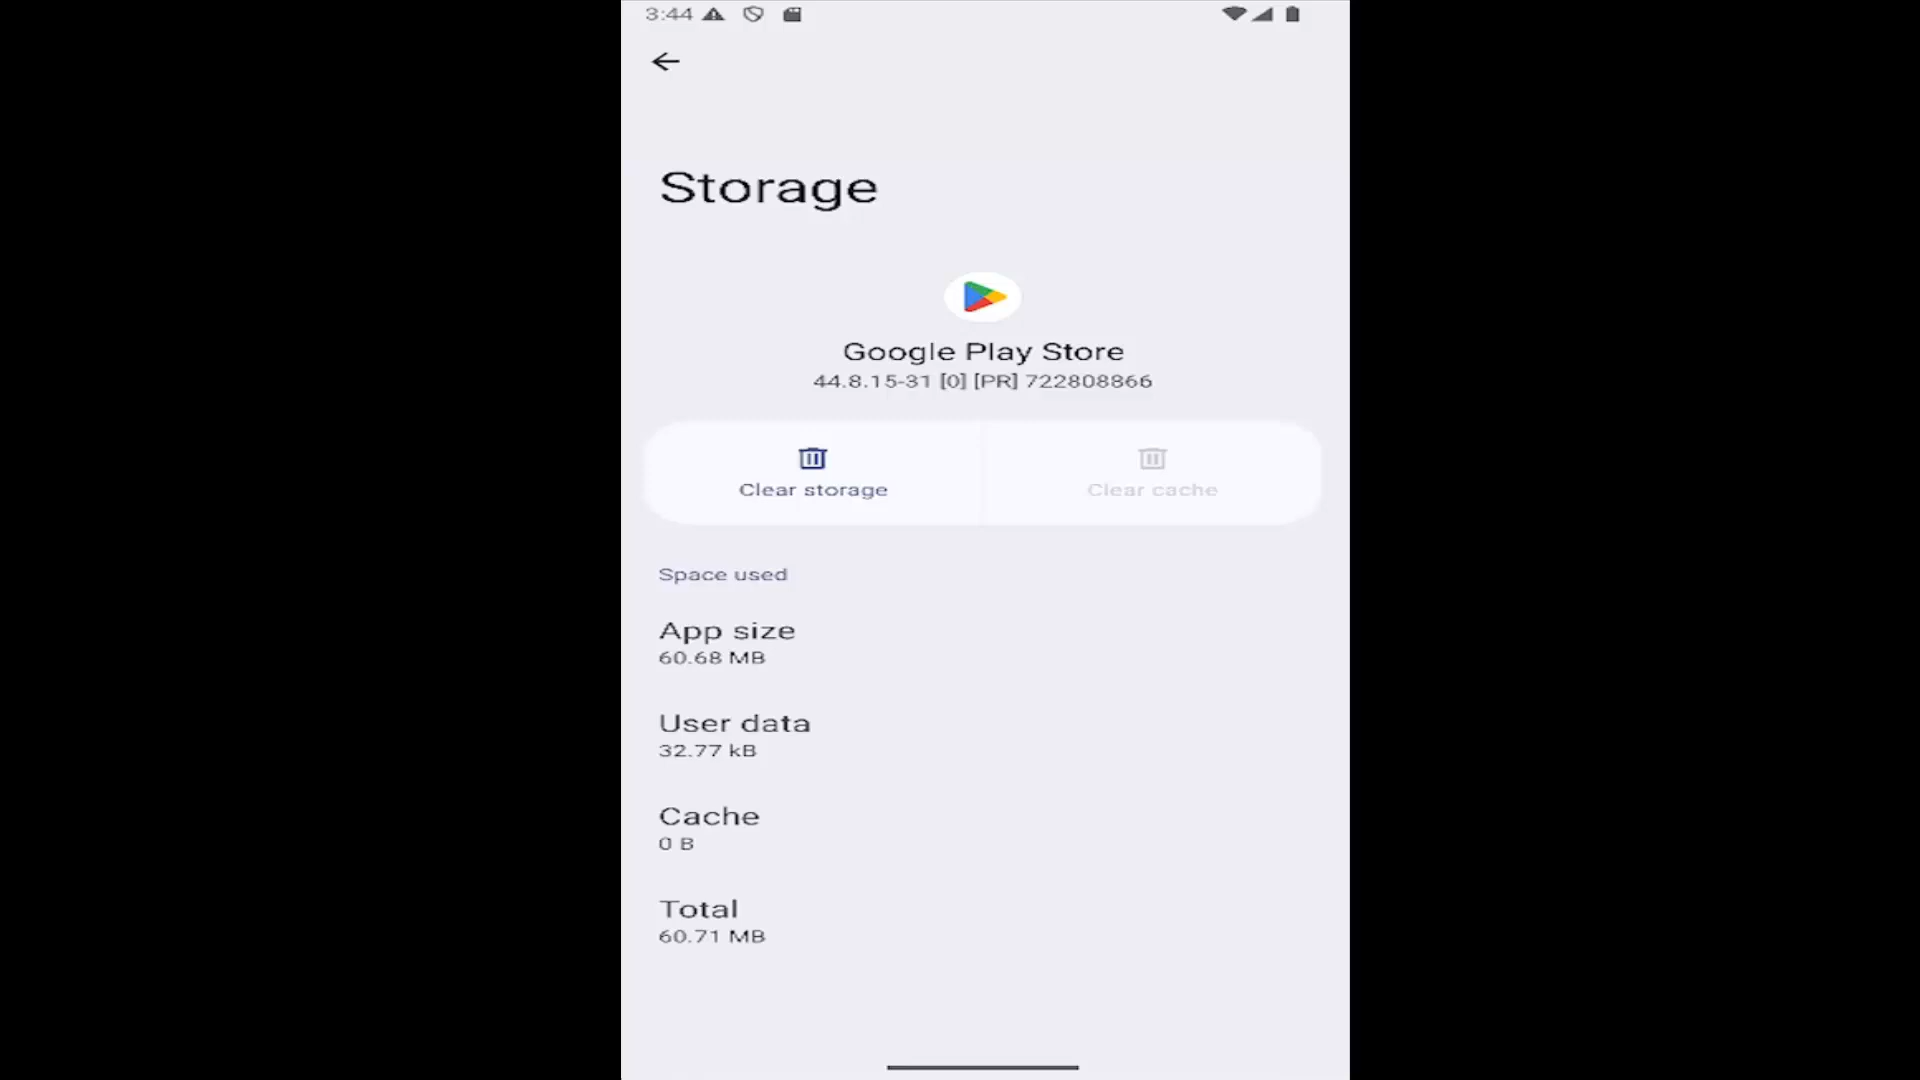 3:44
Storage
Google Play Store
44.8.15-31 [0] [PR] 722808866
Clear storage
Clear cache
Space used
App size
60.68 MB
User data
32.77 kB
Cache
0 B
Total
60.71 MB